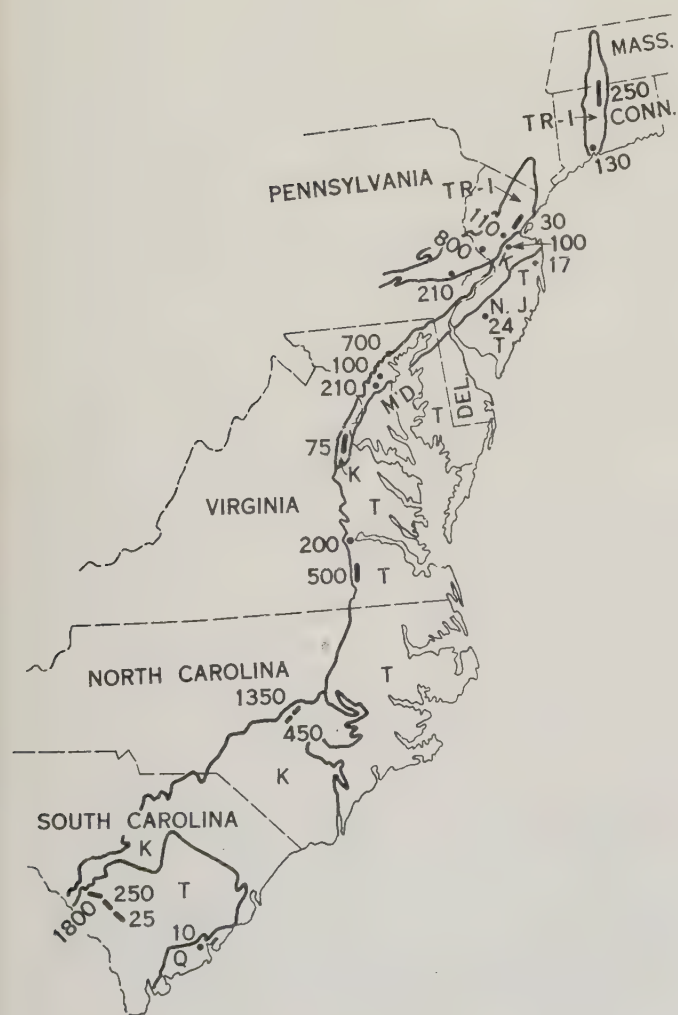 MASS.
250
TR-I
CONN.
130
PENNSYLVANIA
TR-I
110
30
800
100
K
17
T
210
N. J.
24
T
700
100
210
MD.
T
DEL.
75
K
VIRGINIA
T
200
500
T
NORTH CAROLINA
T
1350
450
K
SOUTH CAROLINA
K
T
250
1800
25
10
Q